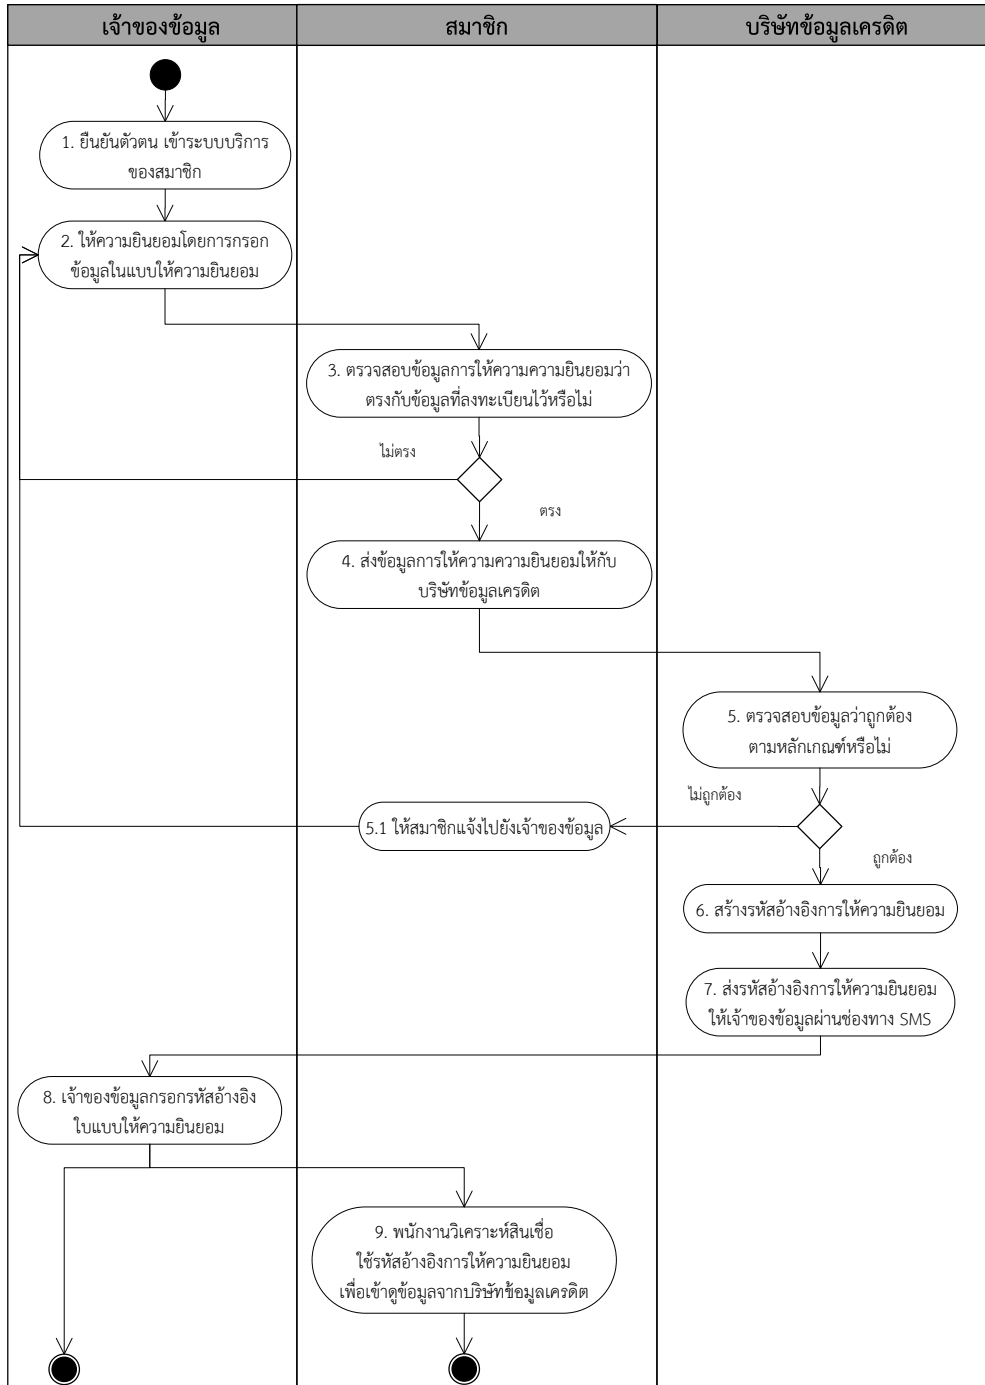 เจ้าของข้อมูล
สมาชิก
บริษัทข้อมูลเครดิต
1. ยืนยันตัวตน เข้าระบบบริการ
ของสมาชิก
2. ให้ความยินยอมโดยการกรอก
ข้อมูลในแบบให้ความยินยอม
3. ตรวจสอบข้อมูลการให้ความความยินยอมว่า
ตรงกับข้อมูลที่ลงทะเบียนไว้หรือไม่
ไม่ตรง
ตรง
4. ส่งข้อมูลการให้ความความยินยอมให้กับ
บริษัทข้อมูลเครดิต
5. ตรวจสอบข้อมูลว่าถูกต้อง
ตามหลักเกณฑ์หรือไม่
ไม่ถูกต้อง
5.1 ให้สมาชิกแจ้งไปยังเจ้าของข้อมูล
ถูกต้อง
6. สร้างรหัสอ้างอิงการให้ความยินยอม
7. ส่งรหัสอ้างอิงการให้ความยินยอม
ให้เจ้าของข้อมูลผ่านช่องทาง SMS
8. เจ้าของข้อมูลกรอกรหัสอ้างอิง
ใบแบบให้ความยินยอม
9. พนักงานวิเคราะห์สินเชื่อ
ใช้รหัสอ้างอิงการให้ความยินยอม
เพื่อเข้าดูข้อมูลจากบริษัทข้อมูลเครดิต